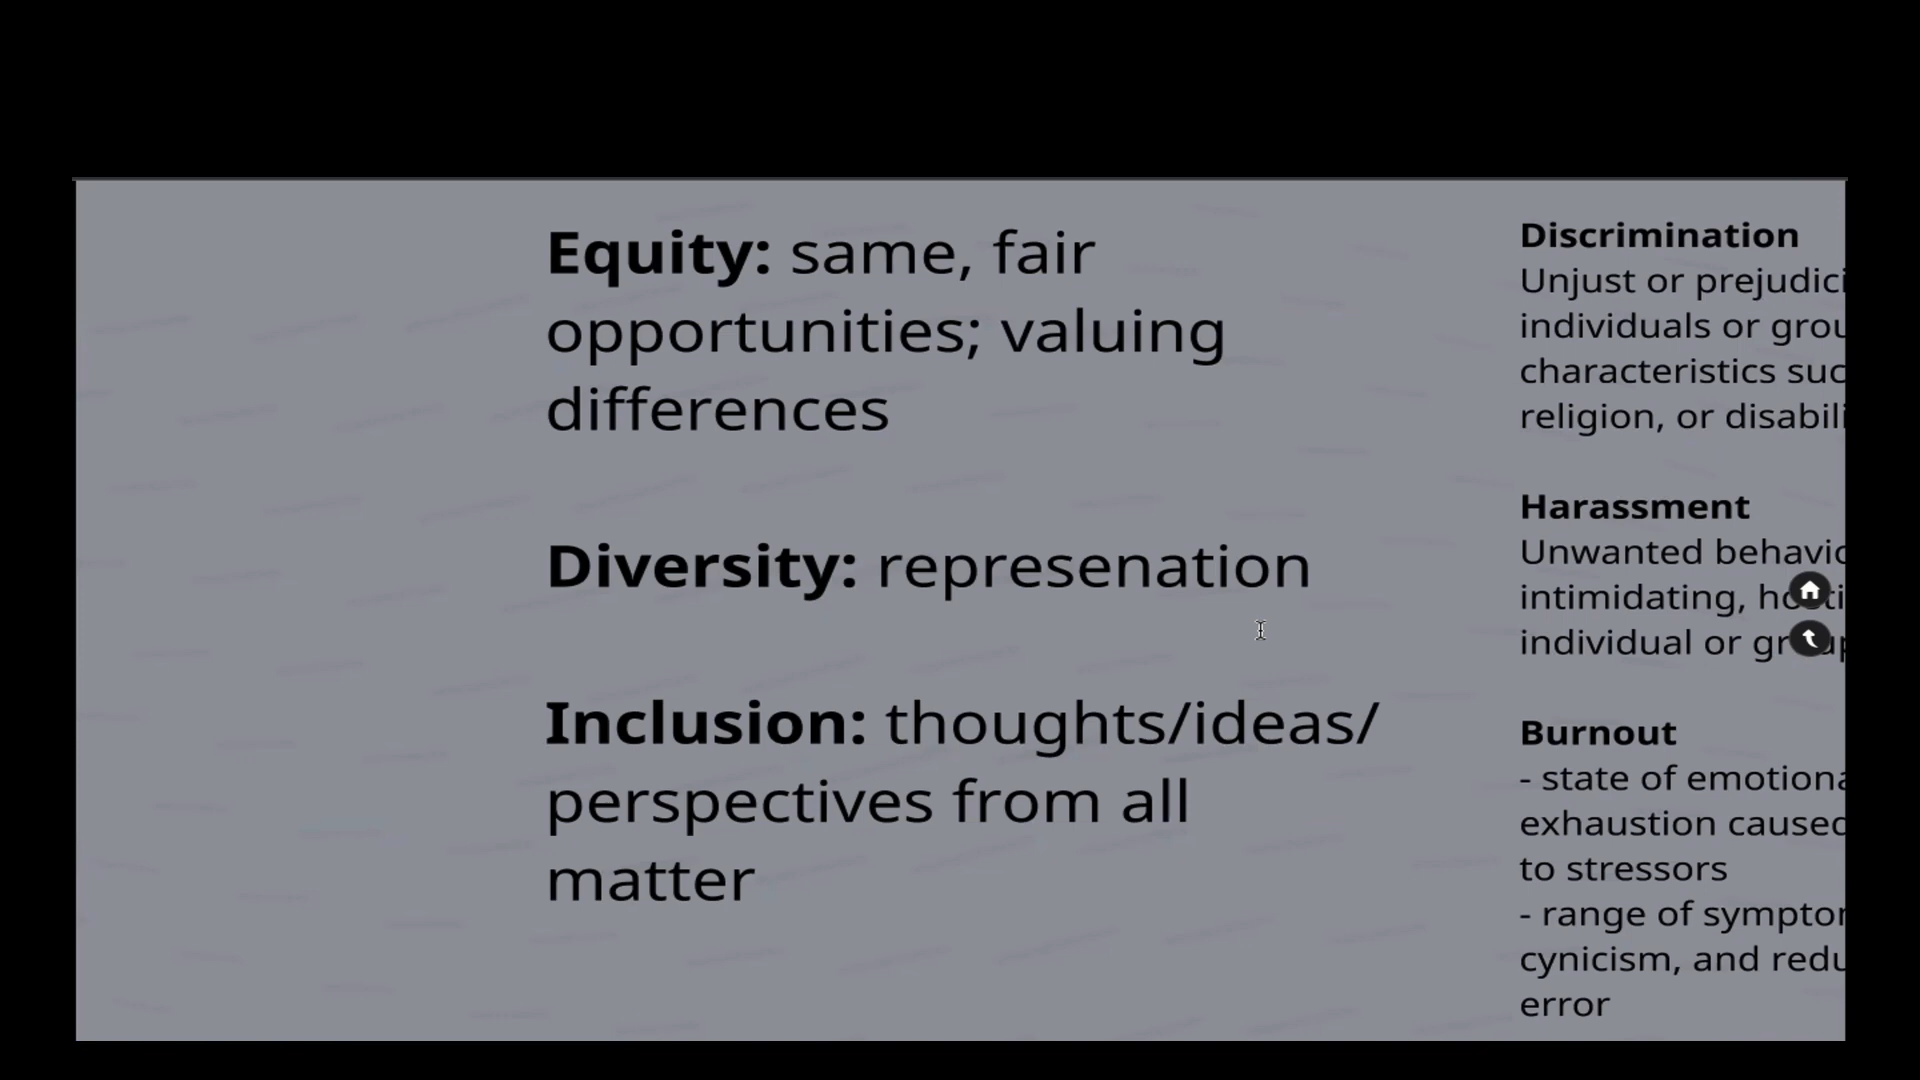 Equity: same, fair
opportunities; valuing
differences
Diversity: represenation
Inclusion: thoughts/ideas/
perspectives from all
matter
Discrimination
Unjust or
individuals or
characteristics
religion, or
Harassment
Unwanted
intimidating,
individual or
Burnout
- state of
exhaustion caused
to stressors
- range of
cynicism, and
error